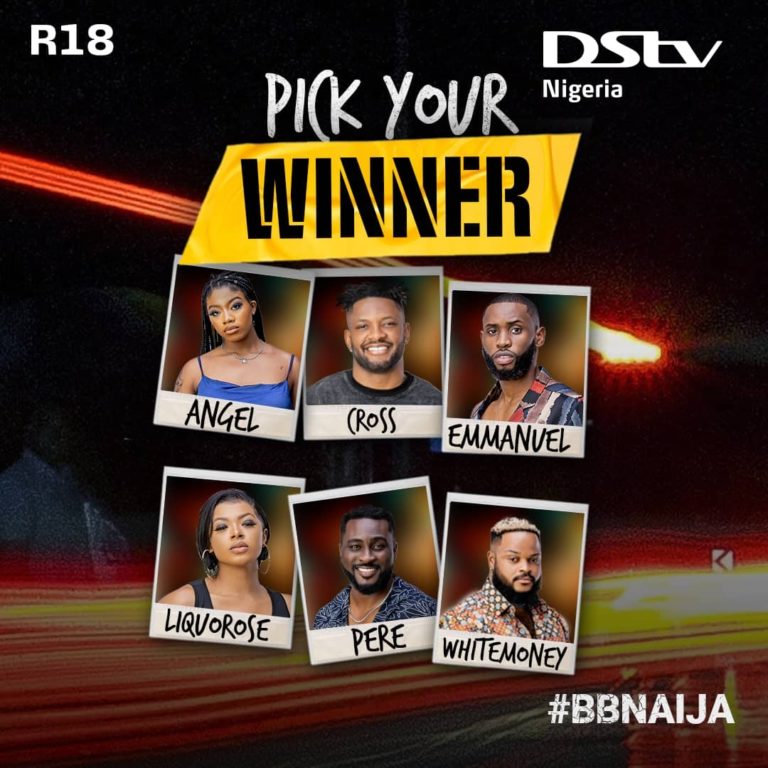 R18
DStv
Nigeria
PICK YOUR
WINNER
ANGEL
CROSS
EMMANUEL
LIQUOROSE
PERE
WHITEMONEY
#BBNAIJA